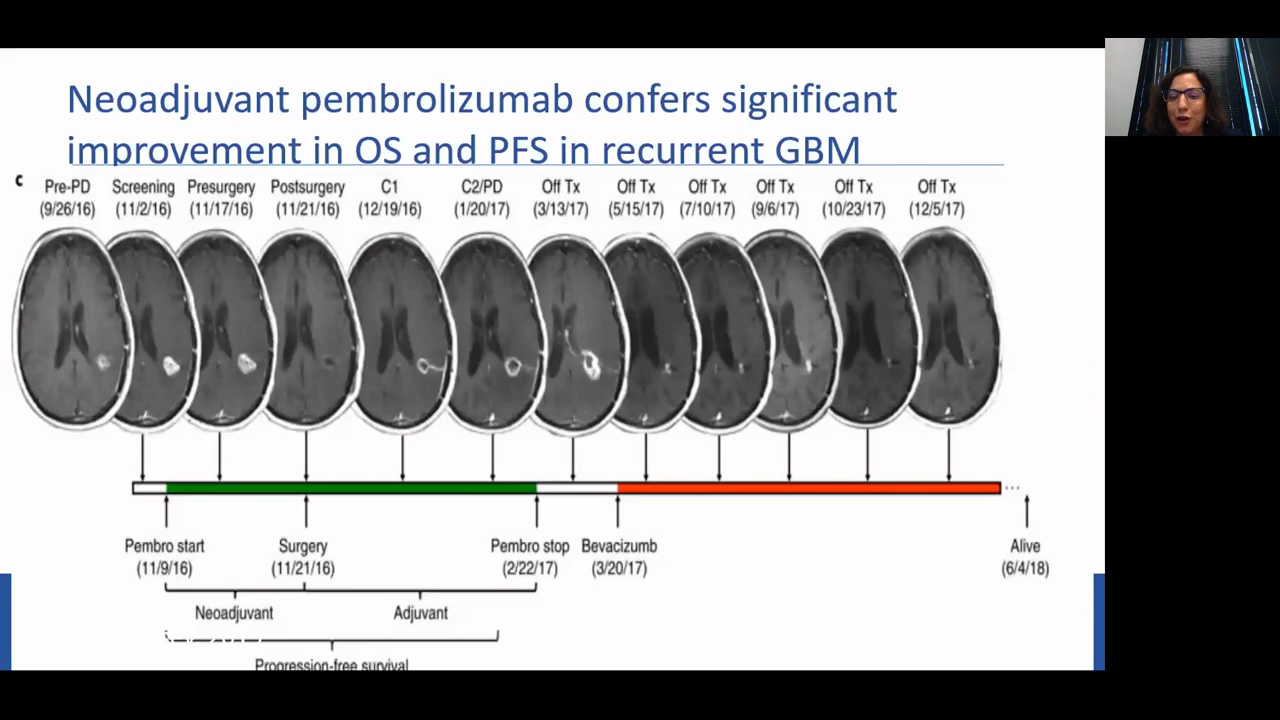 Neoadjuvant pembrolizumab confers significant
improvement in OS and PFS in recurrent GBM
c
Pre-PD Screening Presurgery Postsurgery C1 C2/PD Off Tx Off Tx Off Tx Off Tx Off Tx Off Tx
(9/26/16) (11/2/16) (11/17/16) (11/21/16) (12/19/16) (1/20/17) (3/13/17) (5/15/17) (7/10/17) (9/6/17) (10/23/17) (12/5/17)
Pembro start Surgery Pembro stop Bevacizumab Alive
(11/9/16) (11/21/16) (2/22/17) (3/20/17) (6/4/18)
Neoadjuvant Adjuvant
Progression-free survival